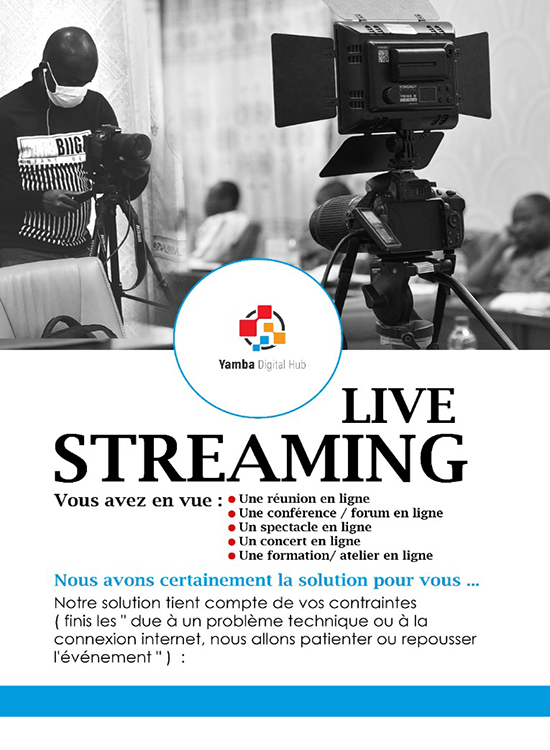 BIIG
YONGNUO
Yamba Digital Hub
LIVE
STREAMING
Vous avez en vue :
• Une réunion en ligne
• Une conférence / forum en ligne
• Un spectacle en ligne
• Un concert en ligne
• Une formation/ atelier en ligne
Nous avons certainement la solution pour vous ...
Notre solution tient compte de vos contraintes
( finis les " due à un problème technique ou à la
connexion internet, nous allons patienter ou repousser
l'événement " )  :